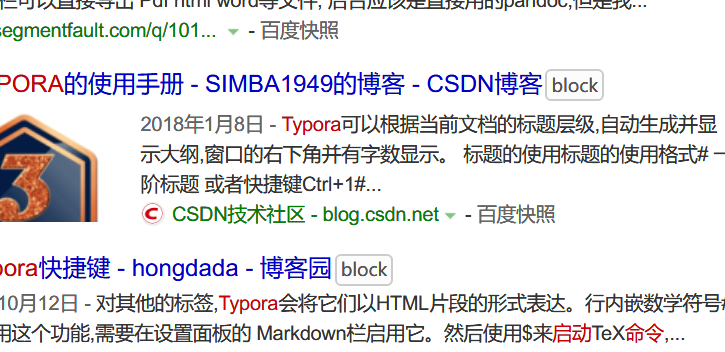 栏可以直接导出 Pdf html word等文件, 后台应该是直接用的pandoc,但是我...
segmentfault.com/q/101... - 百度快照
PORA的使用手册 - SIMBA1949的博客 - CSDN博客 block
2018年1月8日 - Typora可以根据当前文档的标题层级,自动生成并显
示大纲,窗口的右下角并有字数显示。 标题的使用标题的使用格式# 一
阶标题 或者快捷键Ctrl+1#...
3
C CSDN技术社区 - blog.csdn.net - 百度快照
pora快捷键 - hongdada - 博客园 block
10月12日 - 对其他的标签,Typora会将它们以HTML片段的形式表达。行内嵌数学符号#
用这个功能,需要在设置面板的 Markdown栏启用它。然后使用$来启动TeX命令,...